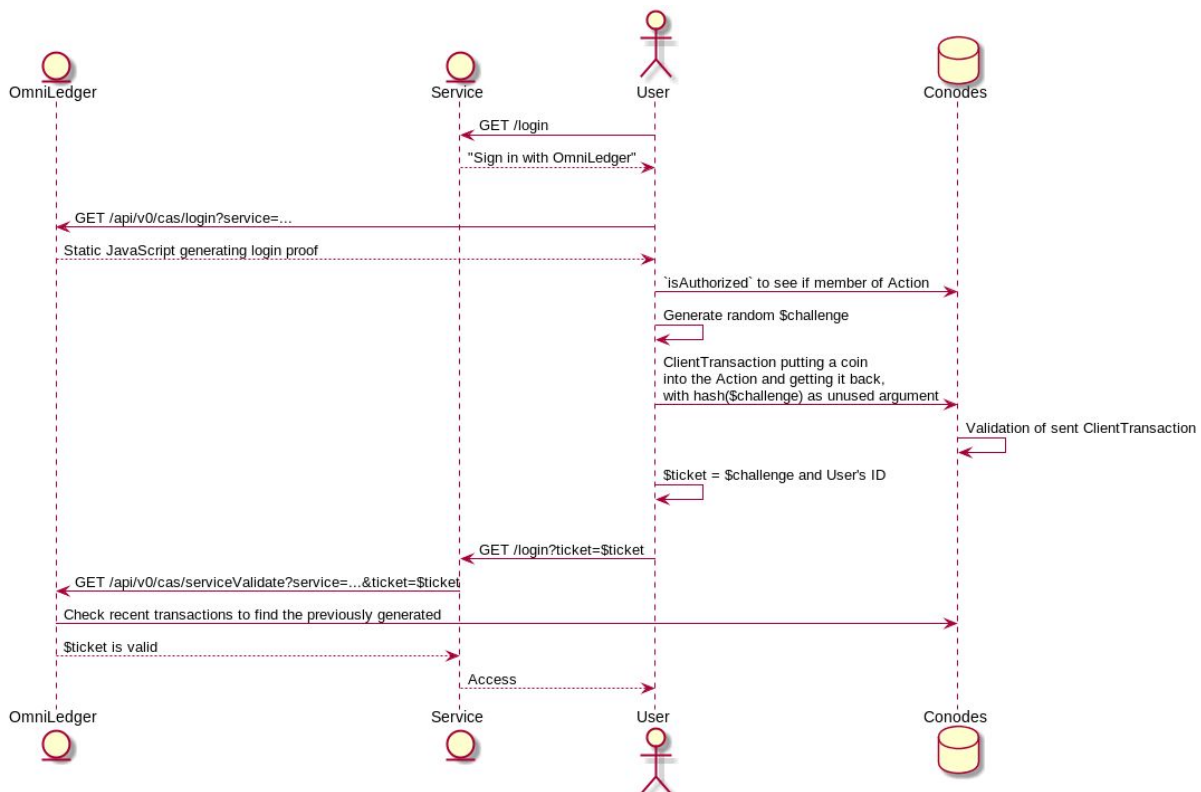 OmniLedger
Service
User
Conodes
GET /login
"Sign in with OmniLedger"
GET /api/v0/cas/login?service=...
Static JavaScript generating login proof
`isAuthorized` to see if member of Action
Generate random $challenge
ClientTransaction putting a coin
into the Action and getting it back,
with hash($challenge) as unused argument
Validation of sent ClientTransaction
$ticket = $challenge and User's ID
GET /login?ticket=$ticket
GET /api/v0/cas/serviceValidate?service=...&ticket=$ticket
Check recent transactions to find the previously generated
$ticket is valid
Access
OmniLedger
Service
User
Conodes